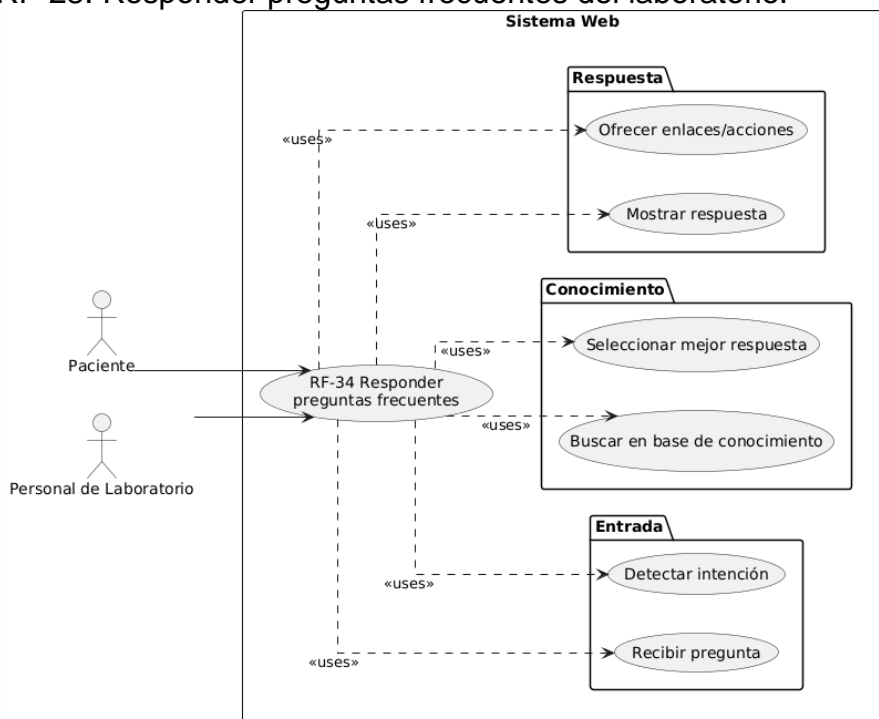 RF-28. Responder preguntas frecuentes del laboratorio.
Sistema Web
Respuesta
«uses»
Ofrecer enlaces/acciones
«uses»
Mostrar respuesta
Conocimiento
«uses»
Seleccionar mejor respuesta
Paciente
RF-34 Responder
preguntas frecuentes
«uses»
Buscar en base de conocimiento
Personal de Laboratorio
Entrada
«uses»
Detectar intención
«uses»
Recibir pregunta